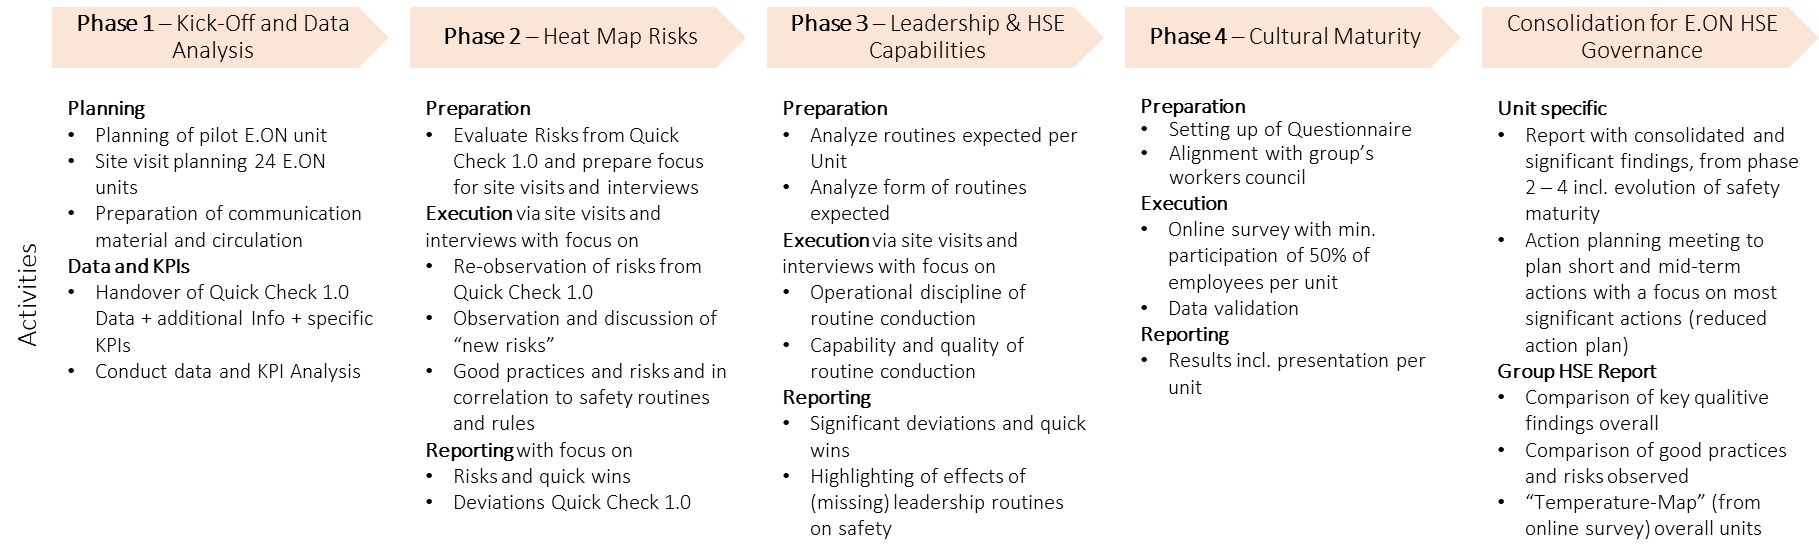 Phase 1 – Kick-Off and Data
Analysis
Phase 2 – Heat Map Risks
Phase 3 – Leadership & HSE
Capabilities
Phase 4 – Cultural Maturity
Consolidation for E.ON HSE
Governance
Activities
Planning
• Planning of pilot E.ON unit
• Site visit planning 24 E.ON
units
• Preparation of communication
material and circulation
Data and KPIs
• Handover of Quick Check 1.0
Data + additional Info + specific
KPIs
• Conduct data and KPI Analysis
Preparation
• Evaluate Risks from Quick
Check 1.0 and prepare focus
for site visits and interviews
Execution via site visits and
interviews with focus on
• Re-observation of risks from
Quick Check 1.0
• Observation and discussion of
“new risks”
• Good practices and risks and in
correlation to safety routines
and rules
Reporting with focus on
• Risks and quick wins
• Deviations Quick Check 1.0
Preparation
• Analyze routines expected per
Unit
• Analyze form of routines
expected
Execution via site visits and
interviews with focus on
• Operational discipline of
routine conduction
• Capability and quality of
routine conduction
Reporting
• Significant deviations and quick
wins
• Highlighting of effects of
(missing) leadership routines
on safety
Preparation
• Setting up of Questionnaire
• Alignment with group’s
workers council
Execution
• Online survey with min.
participation of 50% of
employees per unit
• Data validation
Reporting
• Results incl. presentation per
unit
Unit specific
• Report with consolidated and
significant findings, from phase
2 – 4 incl. evolution of safety
maturity
• Action planning meeting to
plan short and mid-term
actions with a focus on most
significant actions (reduced
action plan)
Group HSE Report
• Comparison of key qualitive
findings overall
• Comparison of good practices
and risks observed
• “Temperature-Map” (from
online survey) overall units